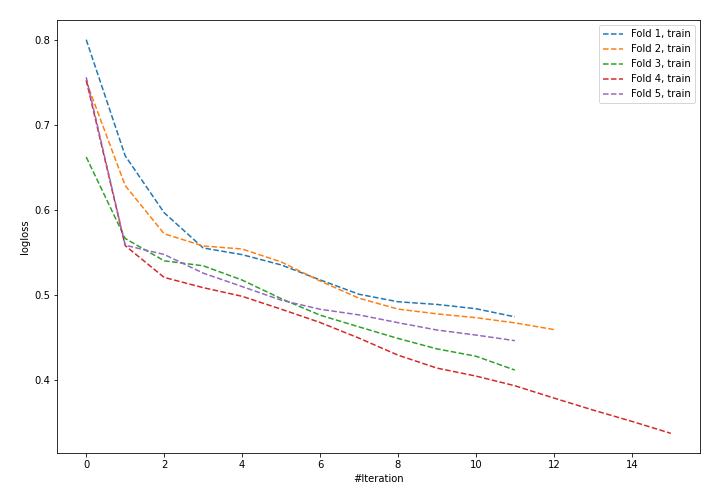 Fold 1, train
Fold 2, train
Fold 3, train
Fold 4, train
Fold 5, train
0.8
0.7
0.6
0.5
0.4
logloss
0 2 4 6 8 10 12 14
#Iteration